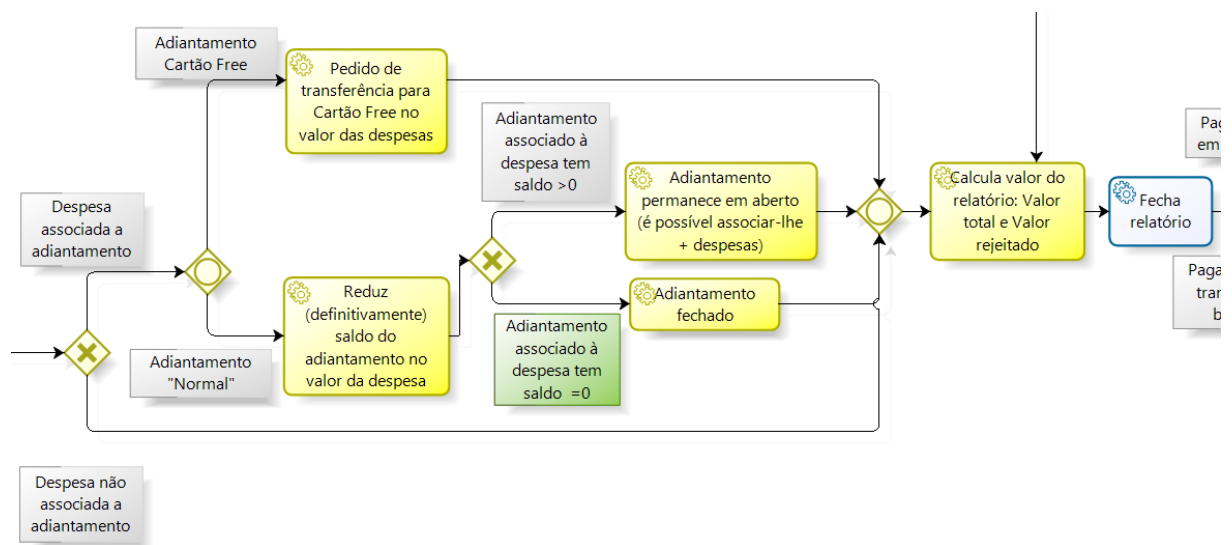 Adiantamento
Cartão Free
Pedido de
transferência para
Cartão Free no
valor das despesas
Adiantamento
associado à
despesa tem
saldo >0
Despesa
associada a
adiantamento
Adiantamento
permanece em aberto
(é possível associar-lhe
+ despesas)
Calcula valor do
relatório: Valor
total e Valor
rejeitado
Fecha
relatório
em
Reduz
(definitivamente)
saldo do
adiantamento no
valor da despesa
Adiantamento
fechado
Adiantamento
"Normal"
Adiantamento
associado à
despesa tem
saldo =0
Despesa não
associada a
adiantamento